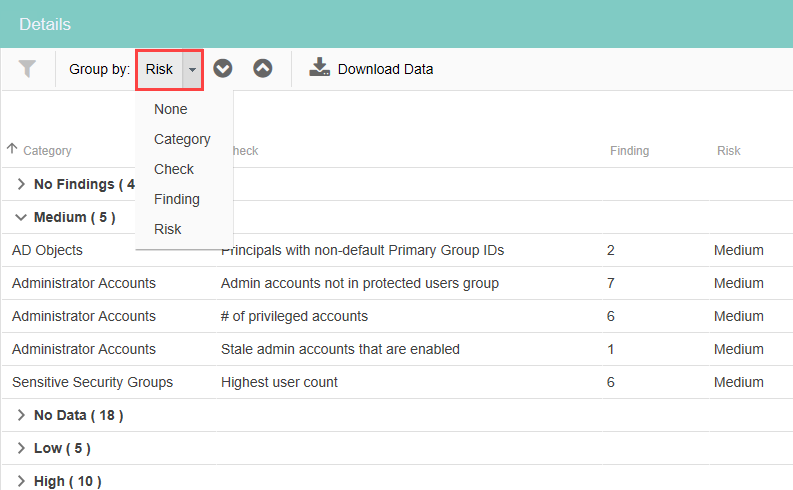 Details
Group by: Risk Download Data
None
Category
Check
Finding
Risk
Category heck Finding Risk
No Findings ( 4
Medium ( 5 )
AD Objects Principals with non-default Primary Group IDs 2 Medium
Administrator Accounts Admin accounts not in protected users group 7 Medium
Administrator Accounts # of privileged accounts 6 Medium
Administrator Accounts Stale admin accounts that are enabled 1 Medium
Sensitive Security Groups Highest user count 6 Medium
No Data ( 18 )
Low ( 5 )
High ( 10 )